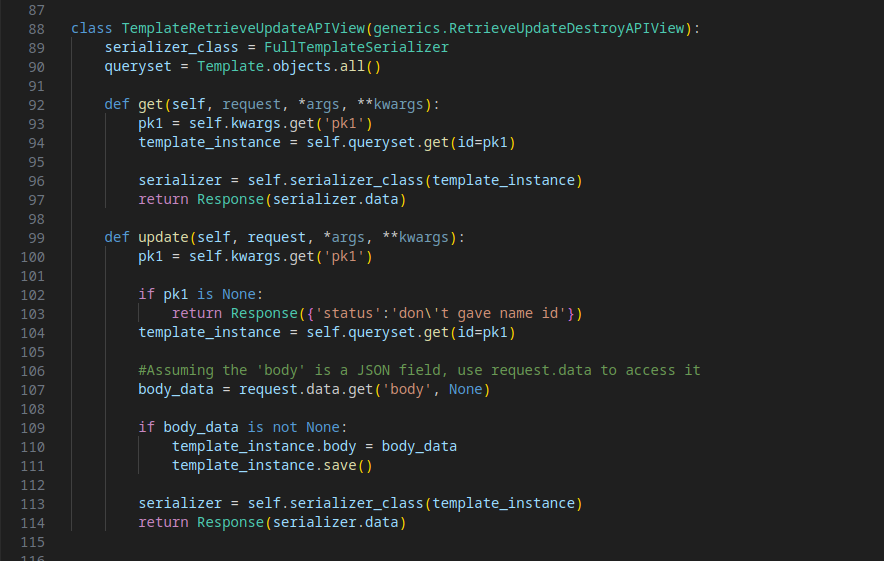 87
88 class TemplateRetrieveUpdateAPIView(generics.RetrieveUpdateDestroyAPIView):
89     serializer_class = FullTemplateSerializer
90     queryset = Template.objects.all()
91
92     def get(self, request, *args, **kwargs):
93         pk1 = self.kwargs.get('pk1')
94         template_instance = self.queryset.get(id=pk1)
95
96         serializer = self.serializer_class(template_instance)
97         return Response(serializer.data)
98
99     def update(self, request, *args, **kwargs):
100         pk1 = self.kwargs.get('pk1')
101
102         if pk1 is None:
103             return Response({'status':'don\'t gave name id'})
104         template_instance = self.queryset.get(id=pk1)
105
106         #Assuming the 'body' is a JSON field, use request.data to access it
107         body_data = request.data.get('body', None)
108
109         if body_data is not None:
110             template_instance.body = body_data
111             template_instance.save()
112
113         serializer = self.serializer_class(template_instance)
114         return Response(serializer.data)
115
116